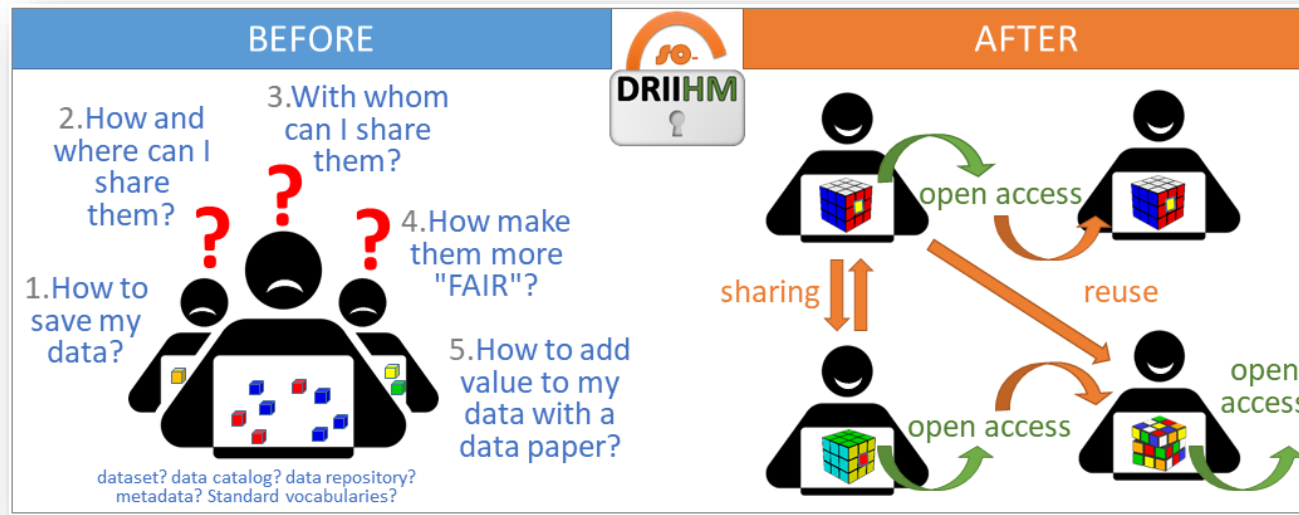 BEFORE
SO-
DRIIHM
AFTER
1.How to
save my
data?
2.How and
where can I
share
them?
3.With whom
can I share
them?
4.How make
them more
"FAIR"?
5.How to add
value to my
data with a
data paper?
?
?
?
dataset? data catalog? data repository?
metadata? Standard vocabularies?
open access
sharing
reuse
open access
open
access